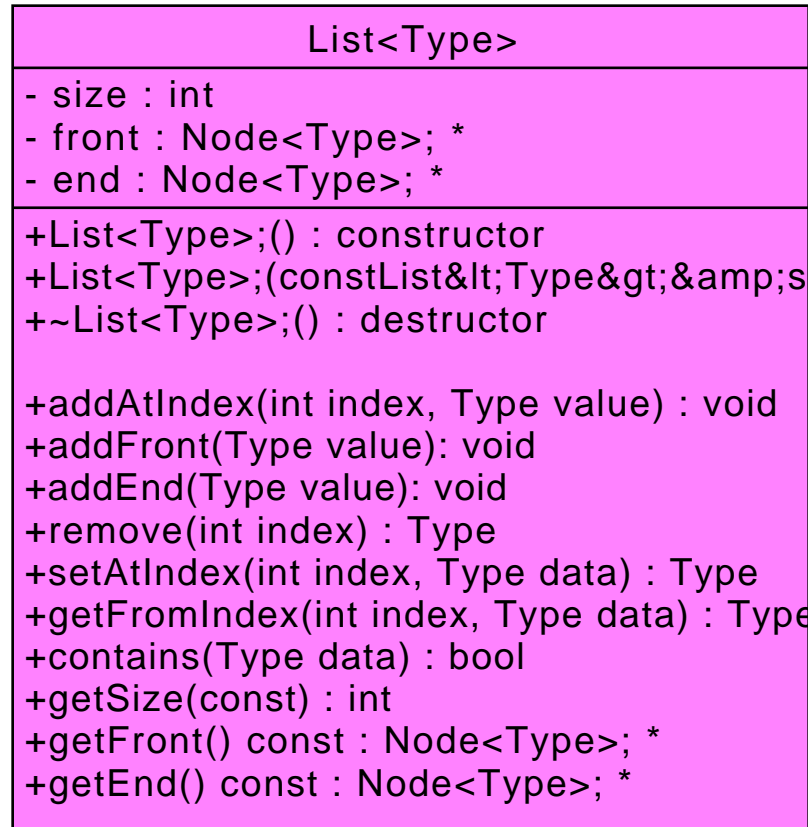 List<Type>
- size : int
- front : Node<Type>; *
- end : Node<Type>; *
+List<Type>;() : constructor
+List<Type>;(constList&lt;Type&gt;&amp;s
+~List<Type>;() : destructor
+addAtIndex(int index, Type value) : void
+addFront(Type value): void
+addEnd(Type value): void
+remove(int index) : Type
+setAtIndex(int index, Type data) : Type
+getFromIndex(int index, Type data) : Type
+contains(Type data) : bool
+getSize(const) : int
+getFront() const : Node<Type>; *
+getEnd() const : Node<Type>; *